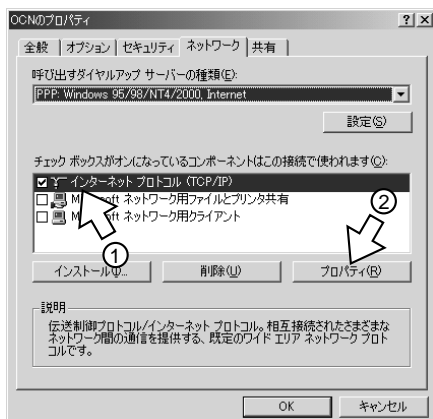 OCNのプロパティ
全般 オプション セキュリティ ネットワーク 共有
呼び出すダイヤルアップ サーバーの種類(E):
PPP: Windows 95/98/NT4/2000, Internet
設定(S)
チェック ボックスがオンになっているコンポーネントはこの接続で使われます(C):
インターネット プロトコル (TCP/IP)
ネットワーク用ファイルとプリンタ共有
ネットワーク用クライアント
①
②
インストール
削除(U)
プロパティ(R)
説明
伝送制御プロトコル/インターネット プロトコル。相互接続されたさまざまな
ネットワーク間の通信を提供する、既定のワイド エリア ネットワーク プロト
コルです。
OK
キャンセル